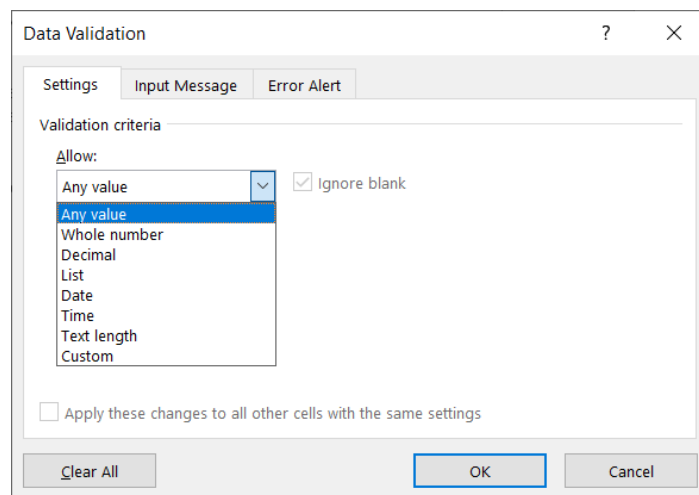 Data Validation ? ×
Settings Input Message Error Alert
Validation criteria
Allow:
Any value Ignore blank
Any value
Whole number
Decimal
List
Date
Time
Text length
Custom
Apply these changes to all other cells with the same settings
Clear All OK Cancel